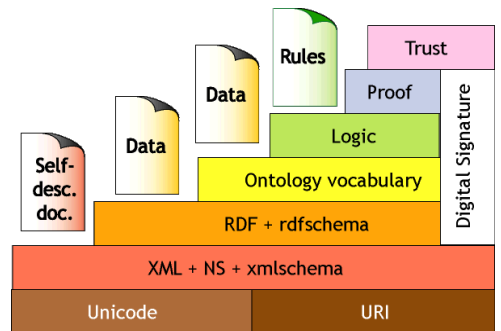 Trust
Rules
Proof
Data
Logic
Data
Digital Signature
Self-
desc.
doc.
Ontology vocabulary
RDF + rdfschema
XML + NS + xmlschema
Unicode
URI